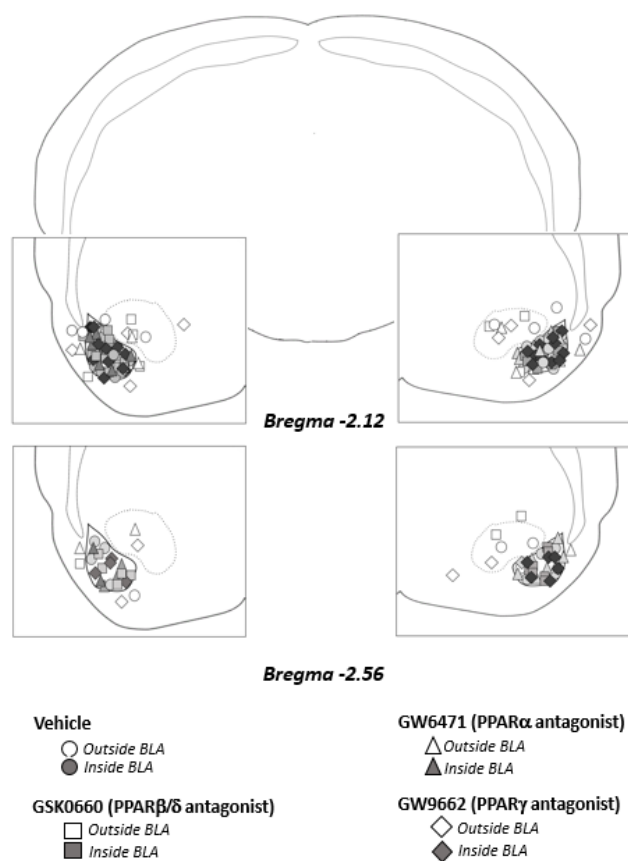 Bregma -2.12
Bregma -2.56
Vehicle
Outside BLA
Inside BLA
GSK0660 (PPARβ/δ antagonist)
Outside BLA
Inside BLA
GW6471 (PPARα antagonist)
Outside BLA
Inside BLA
GW9662 (PPARγ antagonist)
Outside BLA
Inside BLA